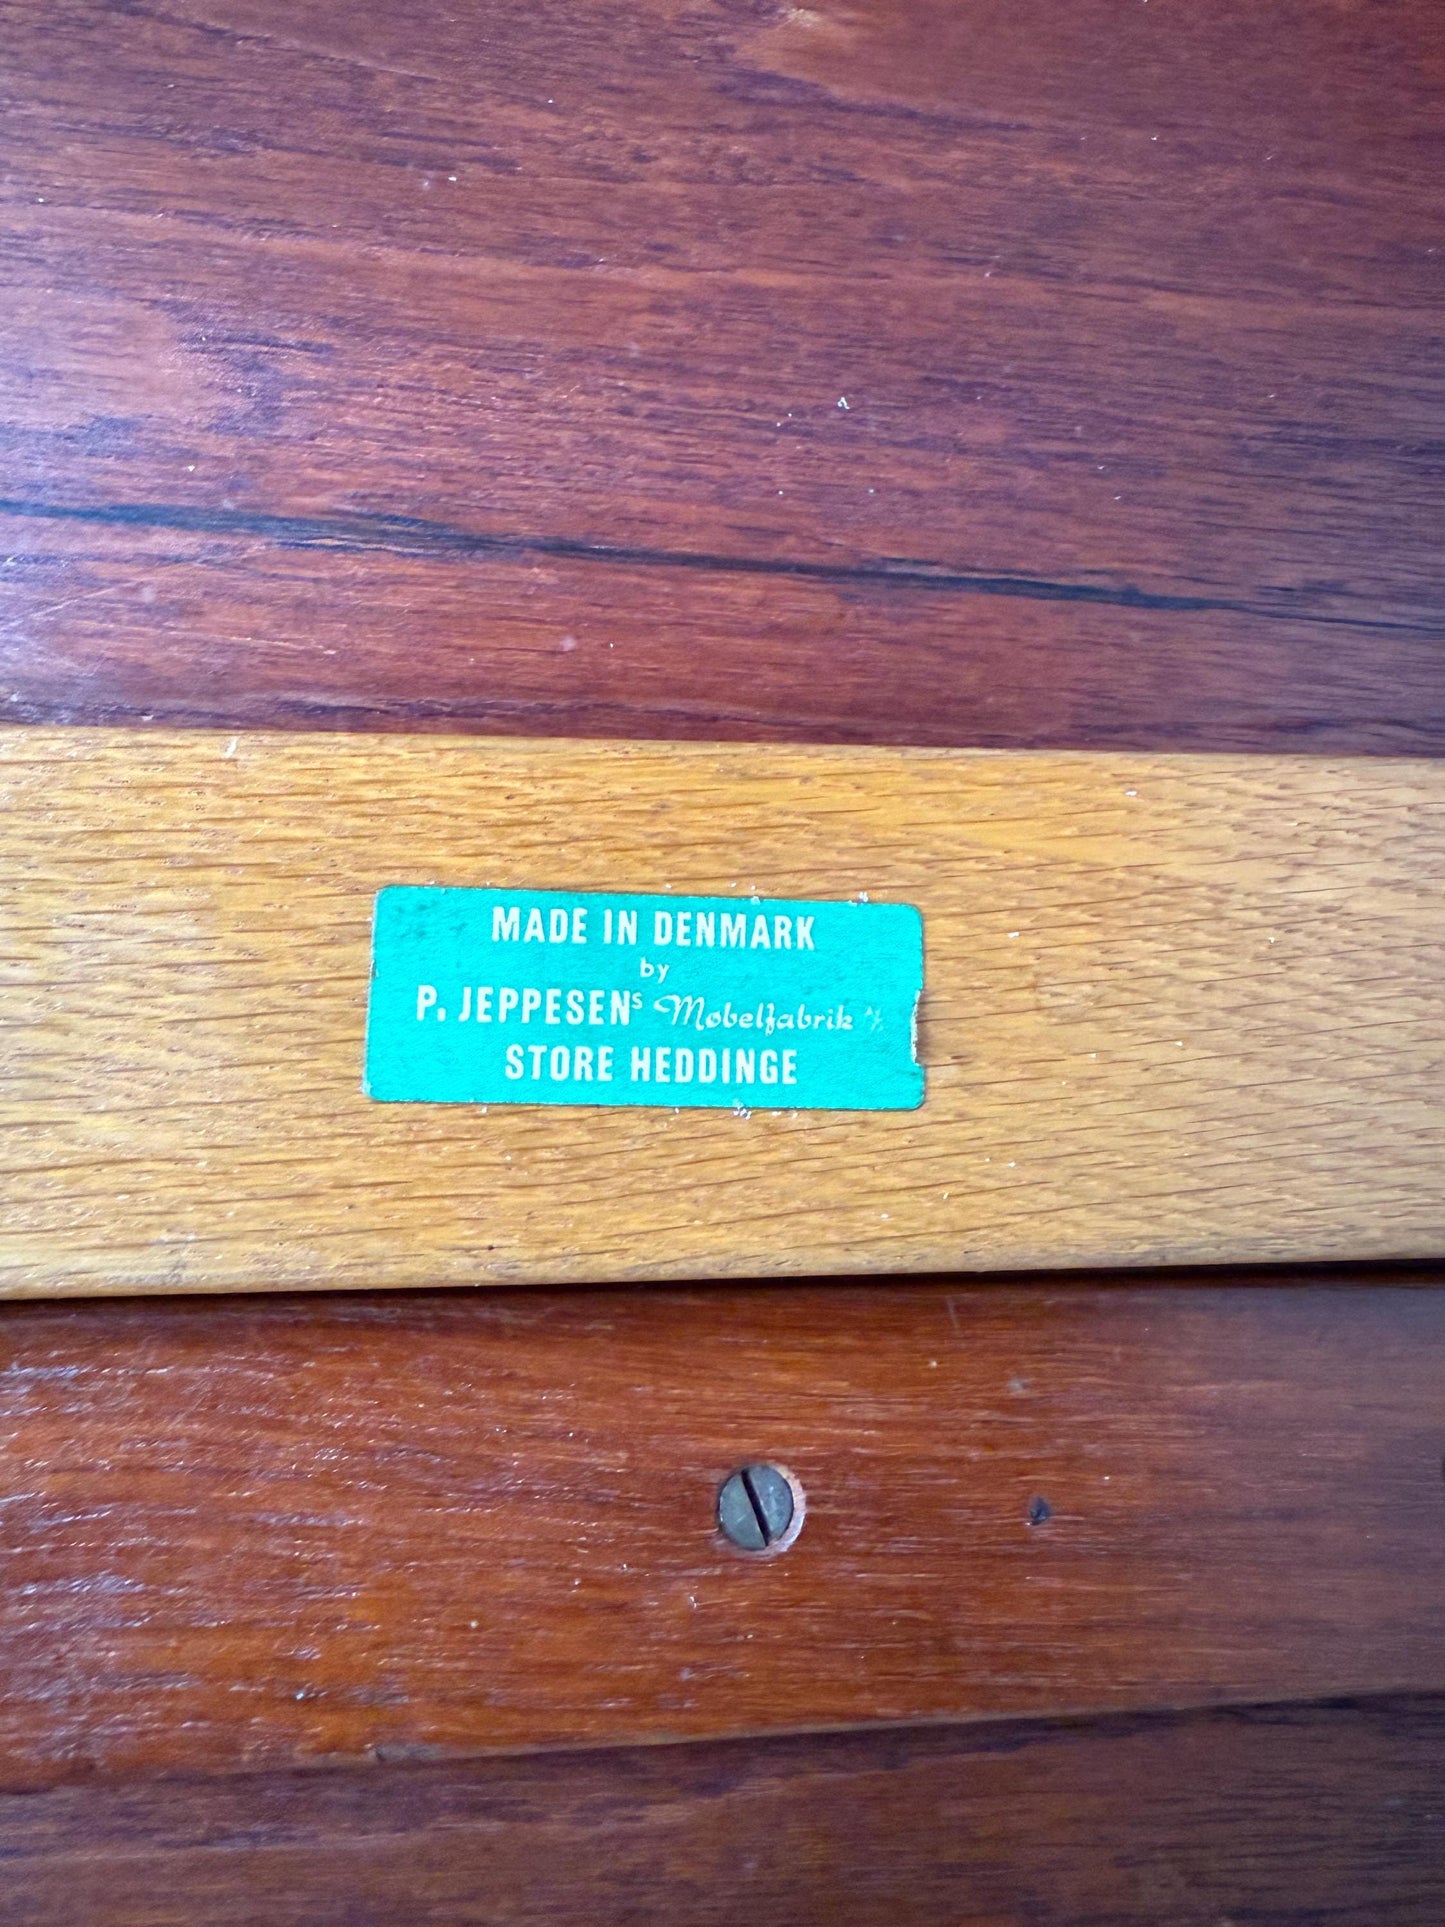 MADE IN DENMARK
by
P. JEPPESENs Møbelfabrik A/S
STORE HEDDINGE